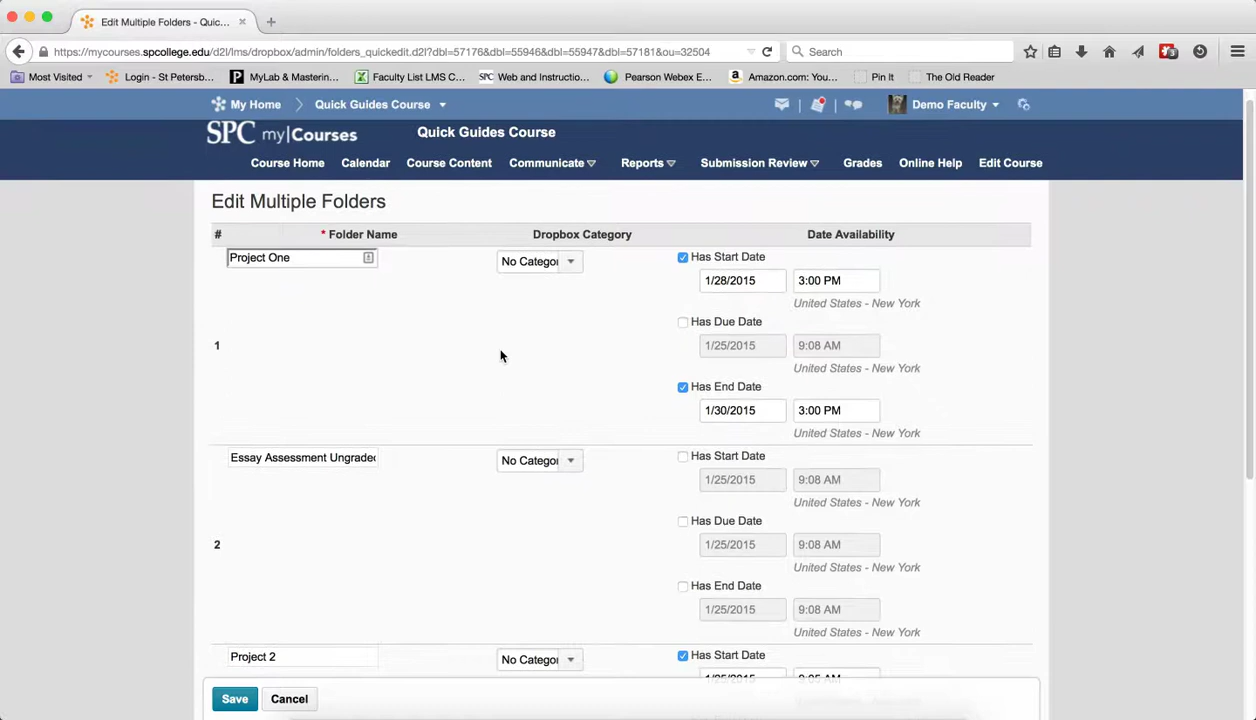 Edit Multiple Folders - Quic...
https://mycourses.spcollege.edu/d2l/lms/dropbox/admin/folders_quickedit.d2l?dbl=57176&dbl=55946&dbl=55947&dbl=57181&ou=32504
Search
Most Visited
Login - St Petersb...
MyLab & Mastering...
Faculty List LMS C...
SPC Web and Instructio...
Pearson Webex E...
Amazon.com: You...
Pin It
The Old Reader
My Home
Quick Guides Course
Demo Faculty
SPC my|Courses
Quick Guides Course
Course Home
Calendar
Course Content
Communicate
Reports
Submission Review
Grades
Online Help
Edit Course
Edit Multiple Folders
# * Folder Name Dropbox Category Date Availability
Project One
No Categor
Has Start Date
1/28/2015 3:00 PM
United States - New York
Has Due Date
1
1/25/2015 9:08 AM
United States - New York
Has End Date
1/30/2015 3:00 PM
United States - New York
Essay Assessment Ungraded
No Categor
Has Start Date
1/25/2015 9:08 AM
United States - New York
Has Due Date
2
1/25/2015 9:08 AM
United States - New York
Has End Date
1/25/2015 9:08 AM
United States - New York
Project 2
No Categor
Has Start Date
1/25/2015 9:05 AM
Save
Cancel